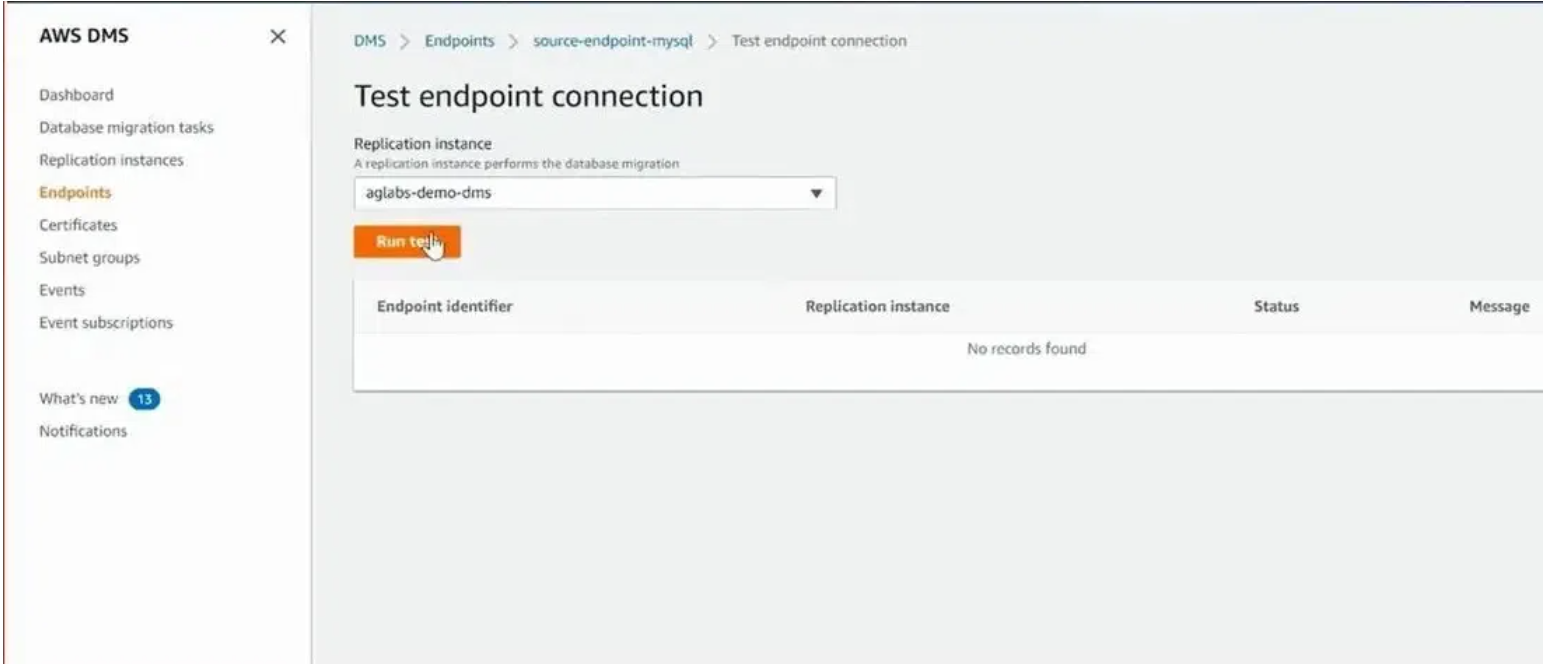 AWS DMS
Dashboard
Database migration tasks
Replication instances
Endpoints
Certificates
Subnet groups
Events
Event subscriptions
What's new 13
Notifications
DMS > Endpoints > source-endpoint-mysql > Test endpoint connection
Test endpoint connection
Replication instance
A replication instance performs the database migration
aglabs-demo-dms
Run
Endpoint identifier Replication instance Status Message
No records found